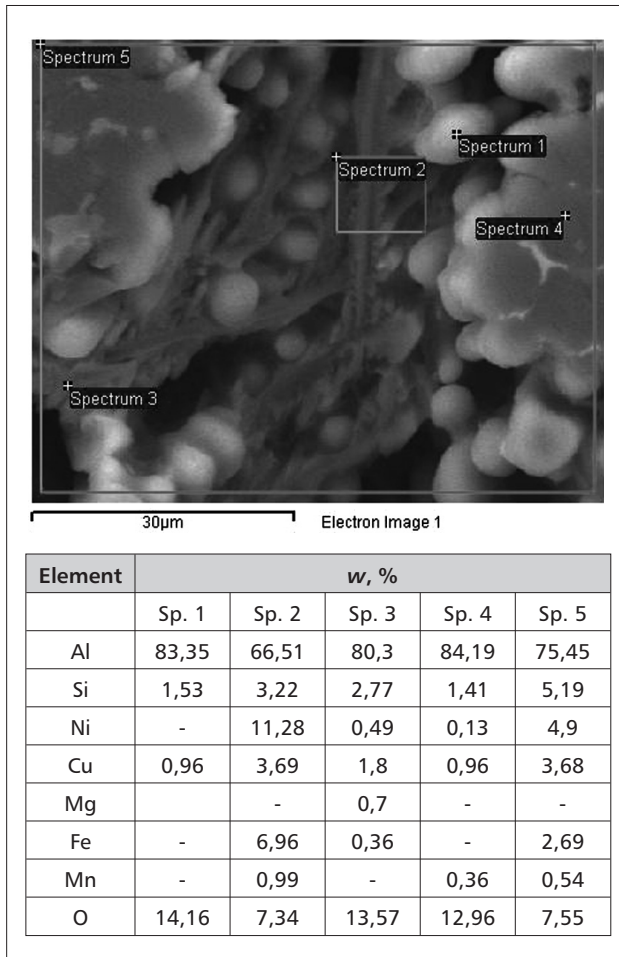 Spectrum 5
Spectrum 1
Spectrum 2
Spectrum 4
Spectrum 3
30µm Electron Image 1
Element w, %
Sp. 1 Sp. 2 Sp. 3 Sp. 4 Sp. 5
Al 83,35 66,51 80,3 84,19 75,45
Si 1,53 3,22 2,77 1,41 5,19
Ni - 11,28 0,49 0,13 4,9
Cu 0,96 3,69 1,8 0,96 3,68
Mg - 0,7 - -
Fe - 6,96 0,36 - 2,69
Mn - 0,99 - 0,36 0,54
O 14,16 7,34 13,57 12,96 7,55